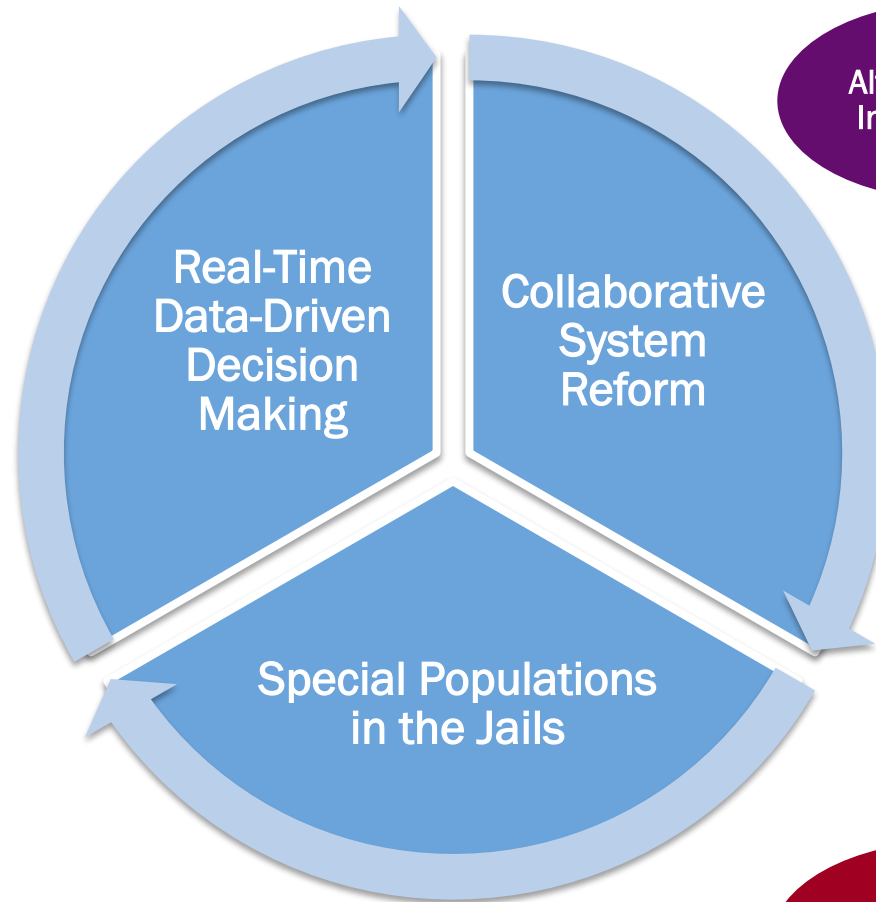 Real-Time
Data-Driven
Decision
Making
Collaborative
System
Reform
Special Populations
in the Jails